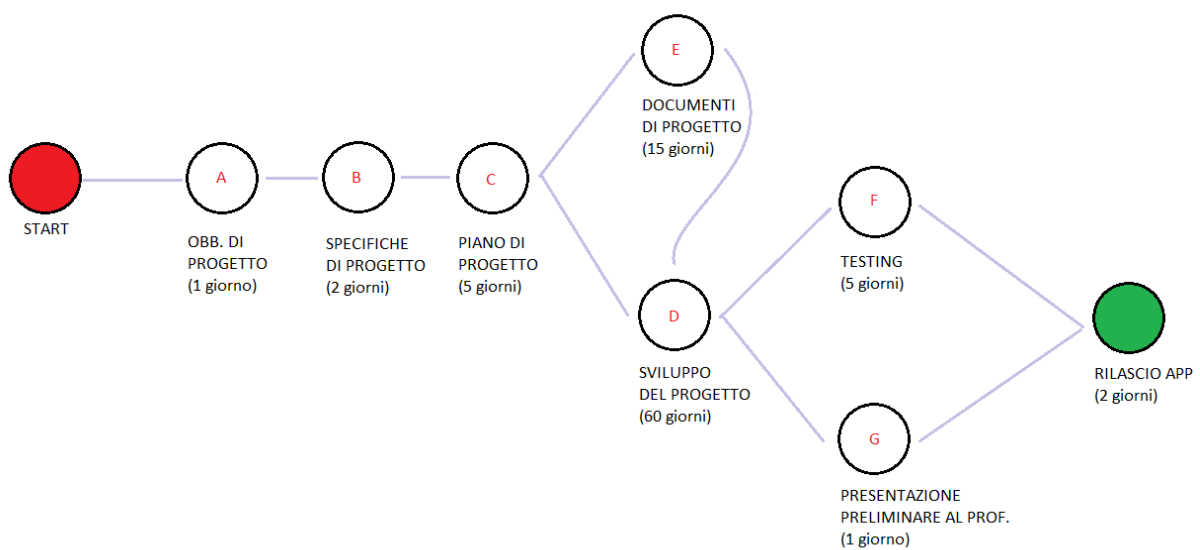 START
A
OBB. DI
PROGETTO
(1 giorno)
B
SPECIFICHE
DI PROGETTO
(2 giorni)
C
PIANO DI
PROGETTO
(5 giorni)
E
DOCUMENTI
DI PROGETTO
(15 giorni)
D
SVILUPPO
DEL PROGETTO
(60 giorni)
F
TESTING
(5 giorni)
G
PRESENTAZIONE
PRELIMINARE AL PROF.
(1 giorno)
RILASCIO APP
(2 giorni)